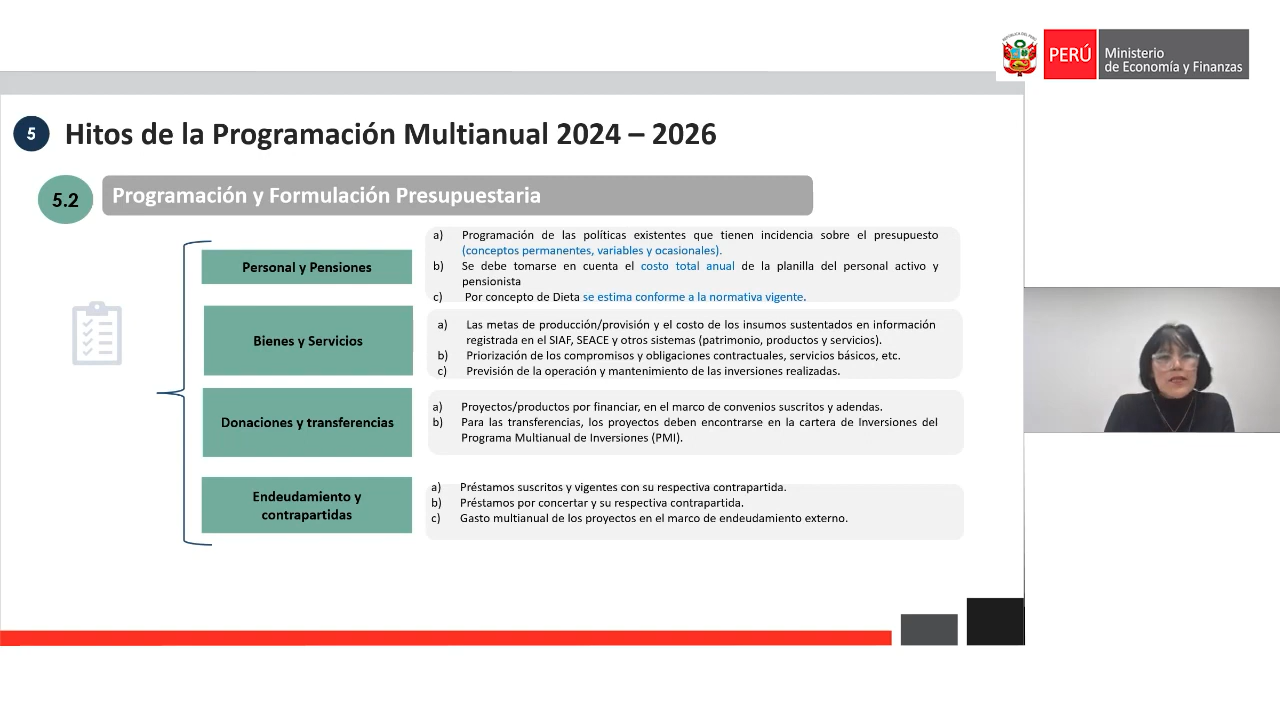 REPÚBLICA DEL PERÚ
PERÚ
Ministerio
de Economía y Finanzas
5
Hitos de la Programación Multianual 2024 – 2026
5.2
Programación y Formulación Presupuestaria
Personal y Pensiones
a) Programación de las políticas existentes que tienen incidencia sobre el presupuesto
(conceptos permanentes, variables y ocasionales).
b) Se debe tomarse en cuenta el costo total anual de la planilla del personal activo y
pensionista
c) Por concepto de Dieta se estima conforme a la normativa vigente.
Bienes y Servicios
a) Las metas de producción/provisión y el costo de los insumos sustentados en información
registrada en el SIAF, SEACE y otros sistemas (patrimonio, productos y servicios).
b) Priorización de los compromisos y obligaciones contractuales, servicios básicos, etc.
c) Previsión de la operación y mantenimiento de las inversiones realizadas.
Donaciones y transferencias
a) Proyectos/productos por financiar, en el marco de convenios suscritos y adendas.
b) Para las transferencias, los proyectos deben encontrarse en la cartera de Inversiones del
Programa Multianual de Inversiones (PMI).
Endeudamiento y
contrapartidas
a) Préstamos suscritos y vigentes con su respectiva contrapartida.
b) Préstamos por concertar y su respectiva contrapartida.
c) Gasto multianual de los proyectos en el marco de endeudamiento externo.